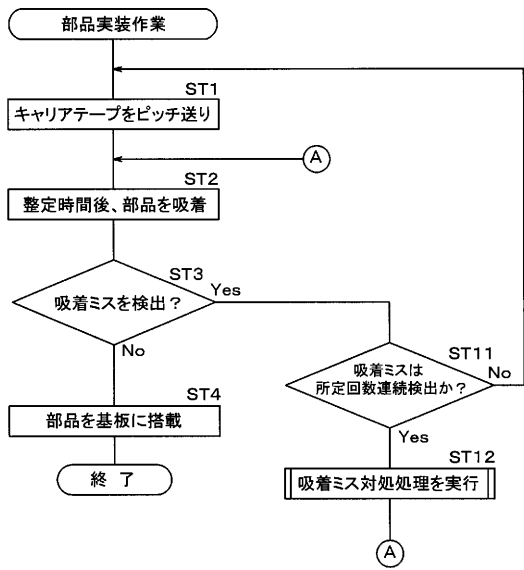 部品実装作業
ST1
キャリアテープをピッチ送り
A
ST2
整定時間後、部品を吸着
ST3
吸着ミスを検出？
Yes
No
ST11
吸着ミスは
所定回数連続検出か？
No
Yes
ST4
部品を基板に搭載
終 了
ST12
吸着ミス対処処理を実行
A